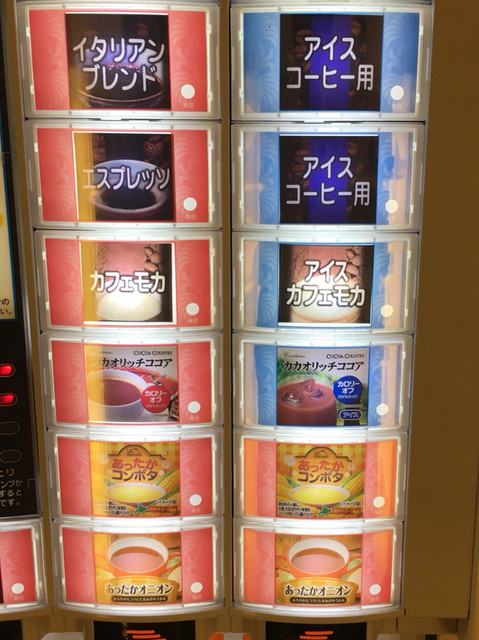 イタリアン
ブレンド
アイス
コーヒー用
エスプレッソ
アイス
コーヒー用
カフェモカ
アイス
カフェモカ
COCOA COUNTRY
カカオリッチココア
カロリー
オフ
COCOA COUNTRY
カカオリッチココア
カロリー
オフ
アイス
あったか
コンポタ
あったか
コンポタ
あったかオニオン
あったかオニオン